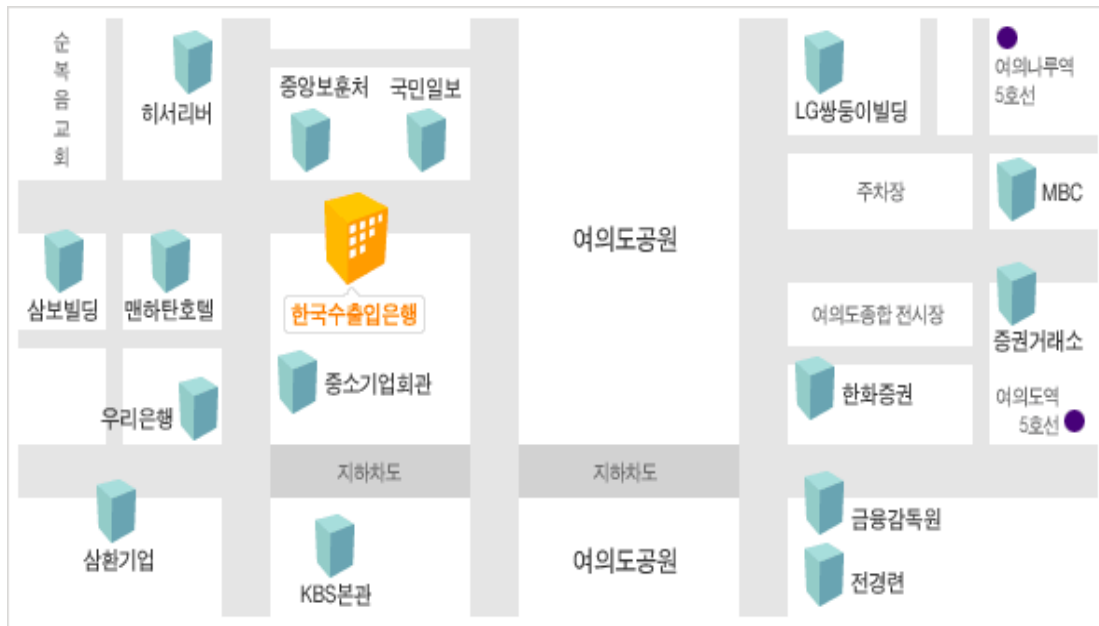 순복음교회
히서리버
중앙보훈처
국민일보
LG쌍둥이빌딩
여의나루역
5호선
주차장
MBC
여의도공원
삼보빌딩
맨하탄호텔
한국수출입은행
여의도종합 전시장
증권거래소
중소기업회관
한화증권
여의도역
5호선
우리은행
지하차도
지하차도
금융감독원
삼환기업
KBS본관
여의도공원
전경련